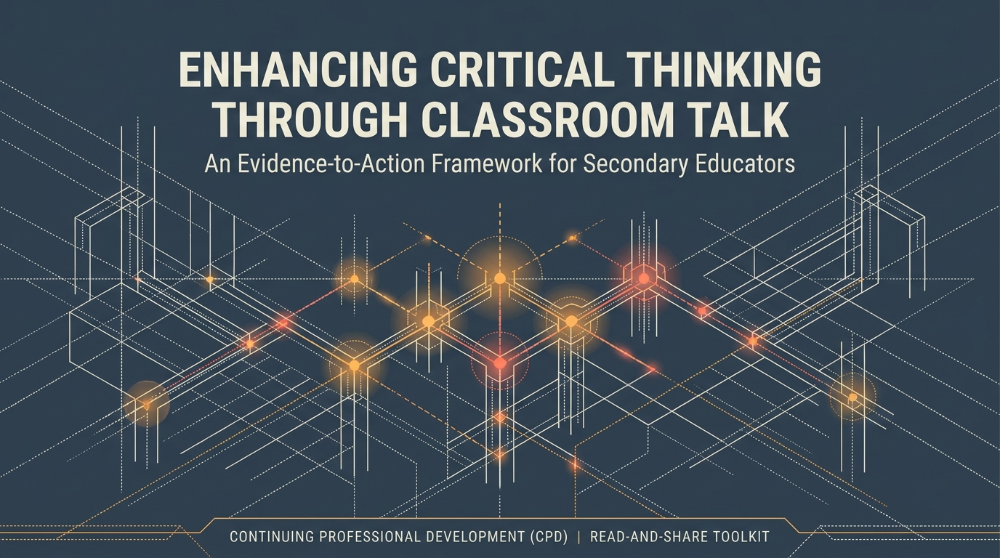 ENHANCING CRITICAL THINKING
THROUGH CLASSROOM TALK
An Evidence-to-Action Framework for Secondary Educators
CONTINUING PROFESSIONAL DEVELOPMENT (CPD) | READ-AND-SHARE TOOLKIT